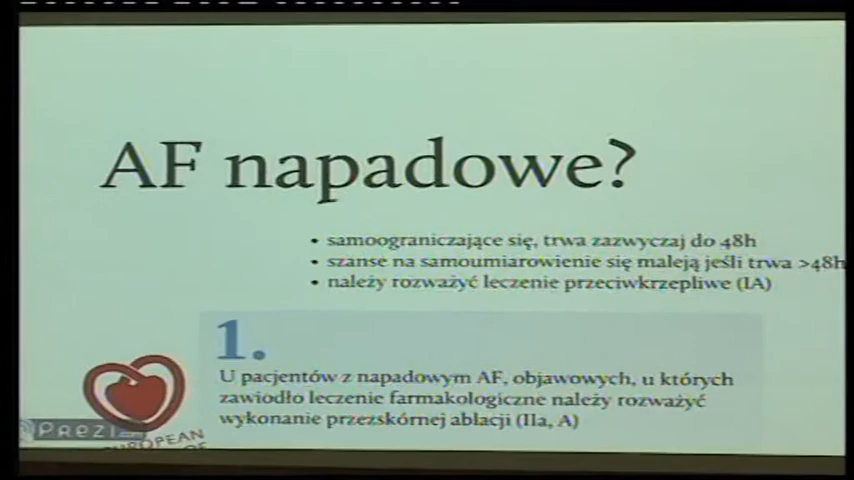 AF napadowe?
• samoograniczające się, trwa zazwyczaj do 48h
• szanse na samoumiarowienie się maleją jeśli trwa >48h
• należy rozważyć leczenie przeciwkrzepliwe (IA)
1.
U pacjentów z napadowym AF, objawowych, u których
zawiodło leczenie farmakologiczne należy rozważyć
wykonanie przezskórnej ablacji (IIa, A)
Prezi
EUROPEAN